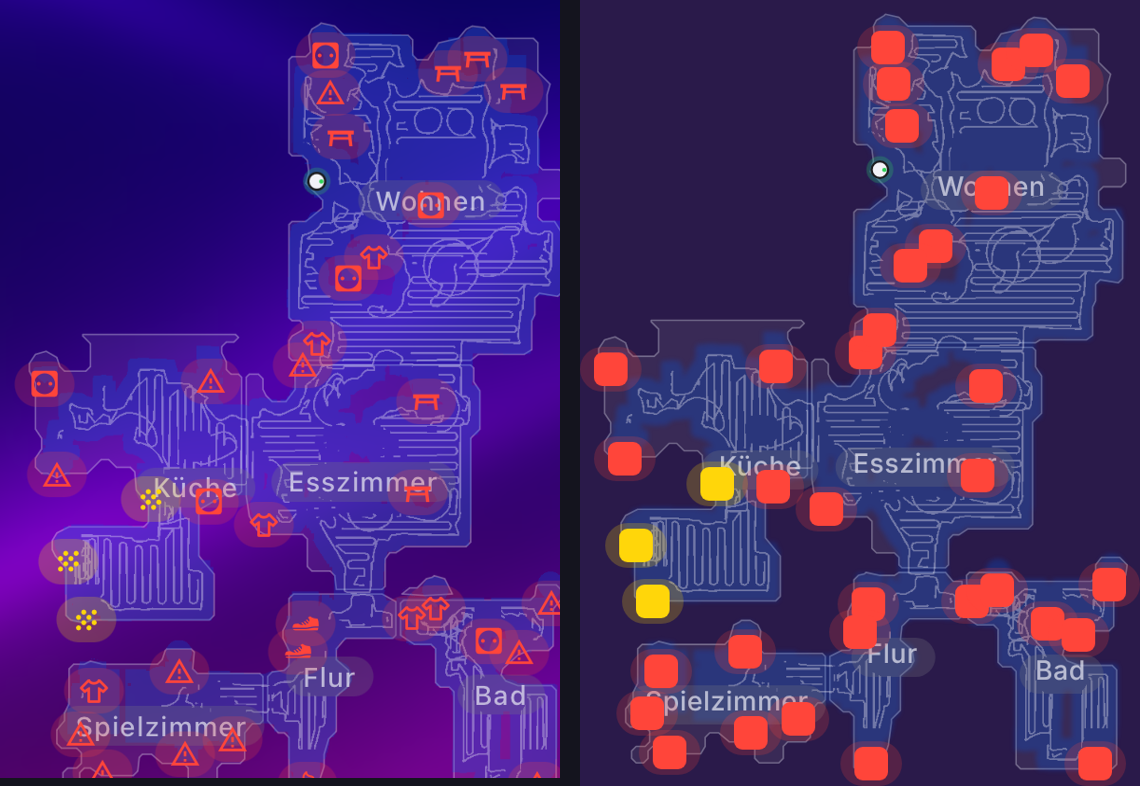 Wohnen
Küche
Esszimmer
Flur
Bad
Spielzimmer
Wohnen
Küche
Esszimmer
Flur
Bad
Spielzimmer